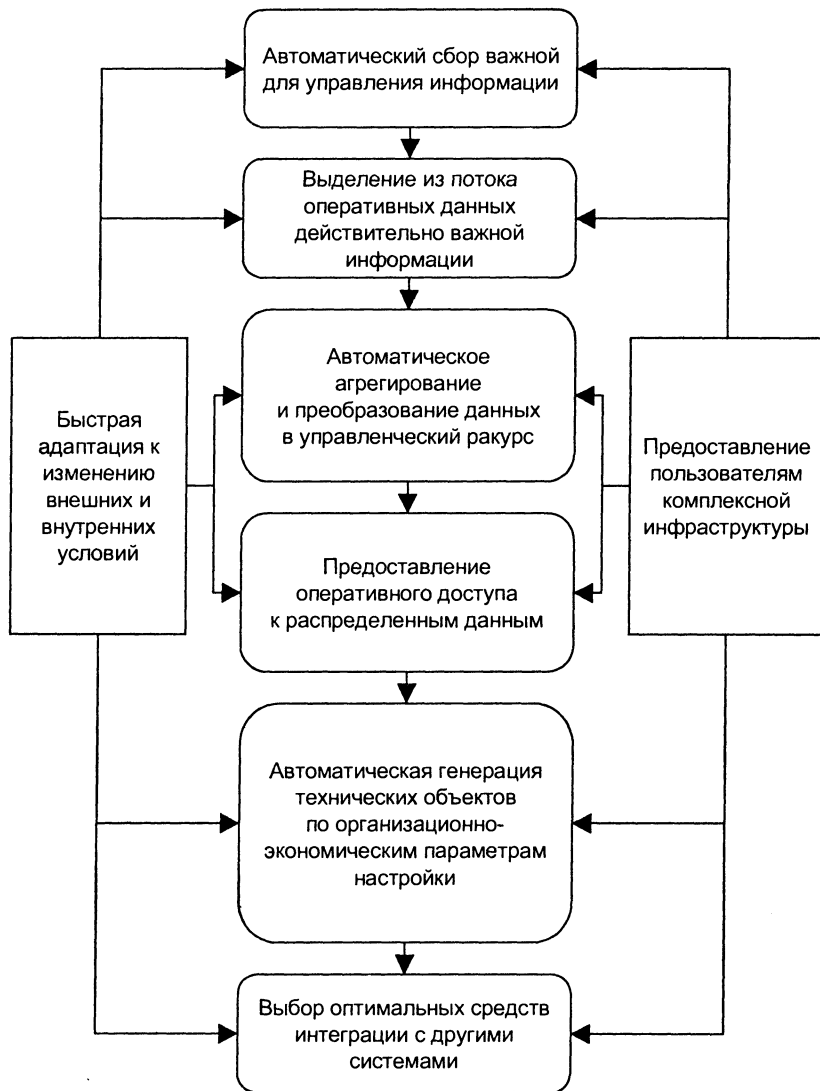 Автоматический сбор важной
для управления информации
Выделение из потока
оперативных данных
действительно важной
информации
Автоматическое
агрегирование
и преобразование данных
в управленческий ракурс
Быстрая
адаптация к
изменению
внешних и
внутренних
условий
Предоставление
пользователям
комплексной
инфраструктуры
Предоставление
оперативного доступа
к распределенным данным
Автоматическая генерация
технических объектов
по организационно-
экономическим параметрам
настройки
Выбор оптимальных средств
интеграции с другими
системами